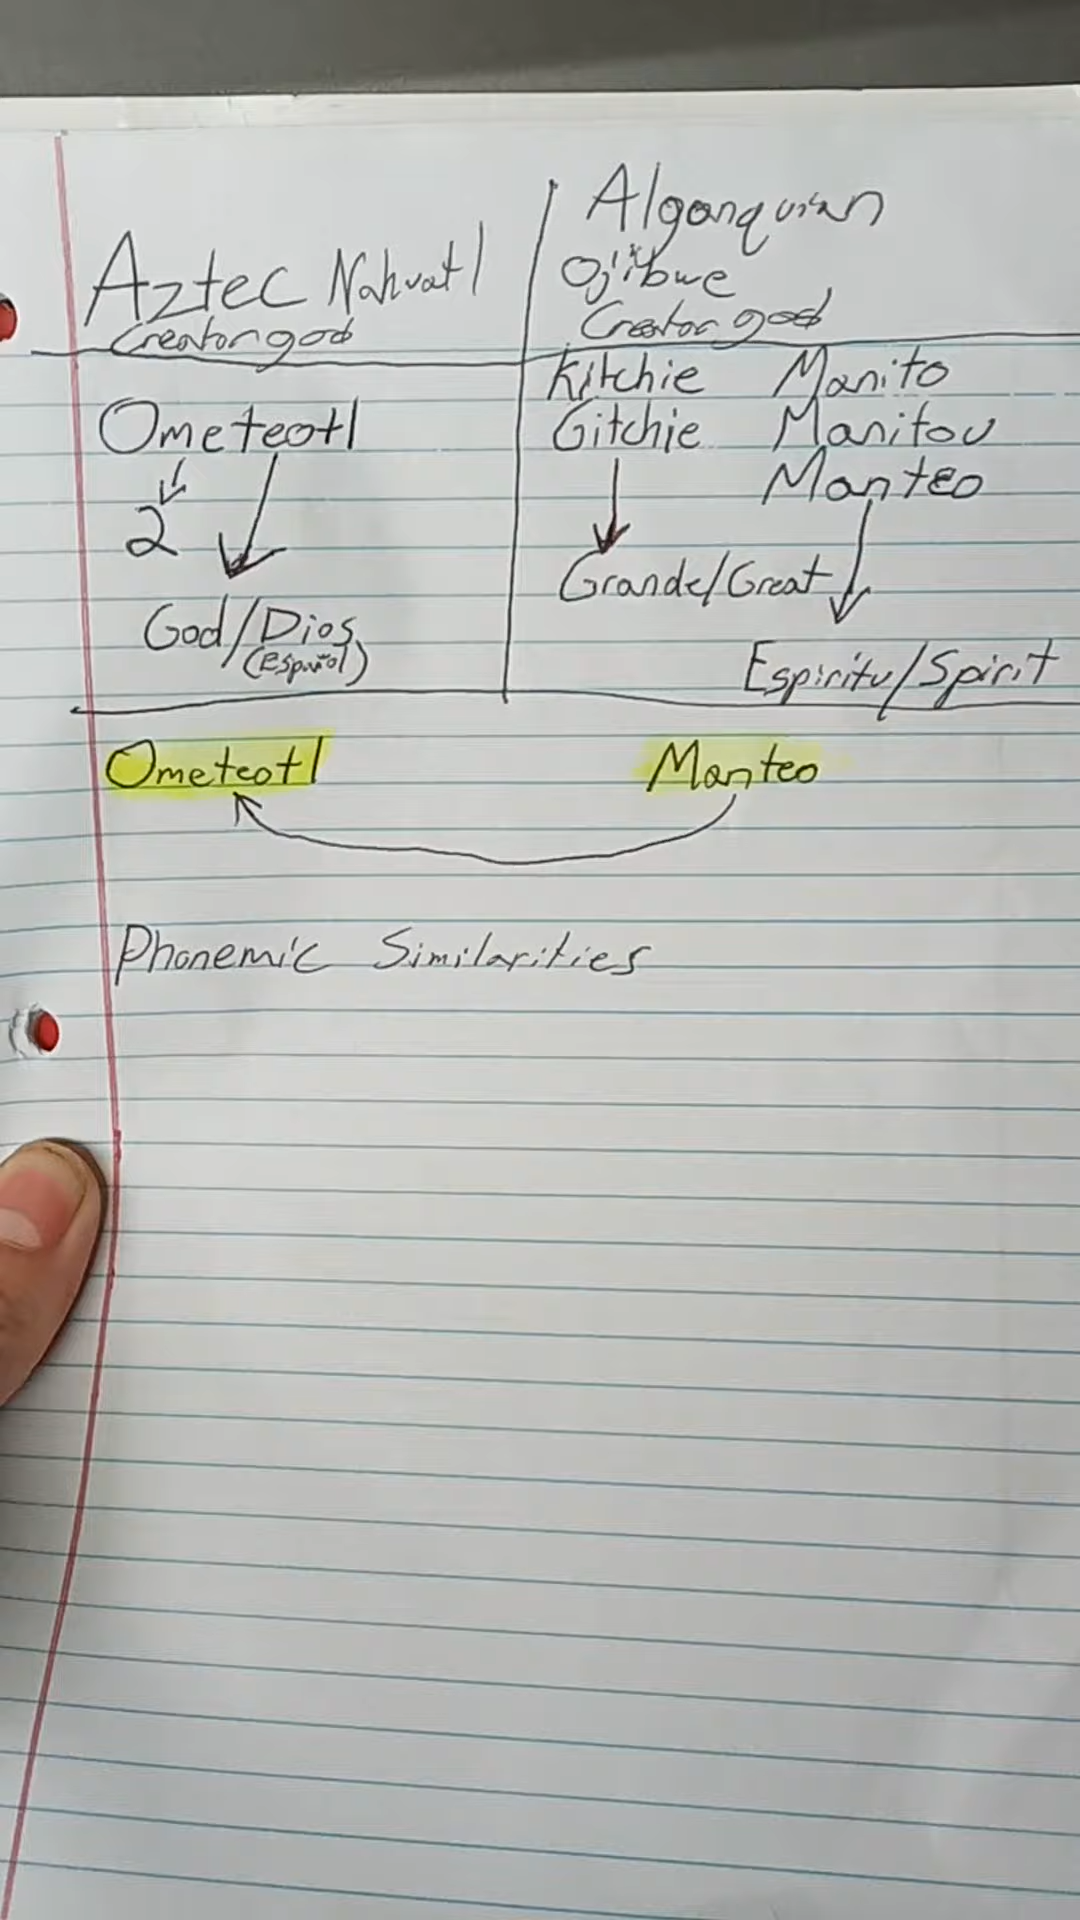 Aztec Nahuatl
Creator god
Ometeotl
2
God/Dios
(Español)
Algonquian
Ojibwe
Creator god
Kitchie Manito
Gitchie Manitou
Manteo
Grande/Great
Espiritu/Spirit
Ometeotl Manteo
Phonemic Similarities